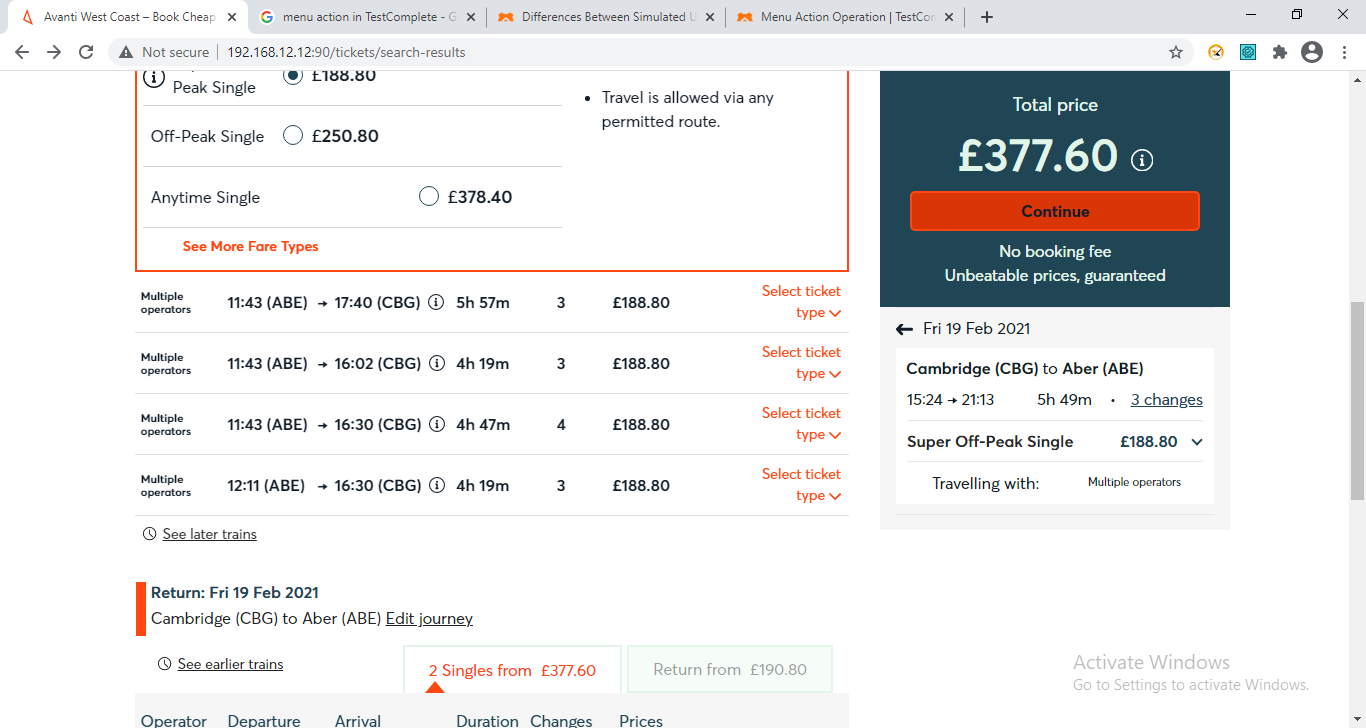 Avanti West Coast – Book Cheap
menu action in TestComplete - G
Differences Between Simulated U
Menu Action Operation | TestCom
Not secure
192.168.12.12:90/tickets/search-results
Peak Single £188.80
Off-Peak Single £250.80
Anytime Single £378.40
See More Fare Types
• Travel is allowed via any
permitted route.
Multiple operators 11:43 (ABE) → 17:40 (CBG) 5h 57m 3 £188.80 Select ticket type
Multiple operators 11:43 (ABE) → 16:02 (CBG) 4h 19m 3 £188.80 Select ticket type
Multiple operators 11:43 (ABE) → 16:30 (CBG) 4h 47m 4 £188.80 Select ticket type
Multiple operators 12:11 (ABE) → 16:30 (CBG) 4h 19m 3 £188.80 Select ticket type
See later trains
Return: Fri 19 Feb 2021
Cambridge (CBG) to Aber (ABE) Edit journey
See earlier trains
2 Singles from £377.60
Return from £190.80
Operator Departure Arrival Duration Changes Prices
Total price
£377.60
Continue
No booking fee
Unbeatable prices, guaranteed
Fri 19 Feb 2021
Cambridge (CBG) to Aber (ABE)
15:24 → 21:13 5h 49m • 3 changes
Super Off-Peak Single £188.80
Travelling with: Multiple operators
Activate Windows
Go to Settings to activate Windows.